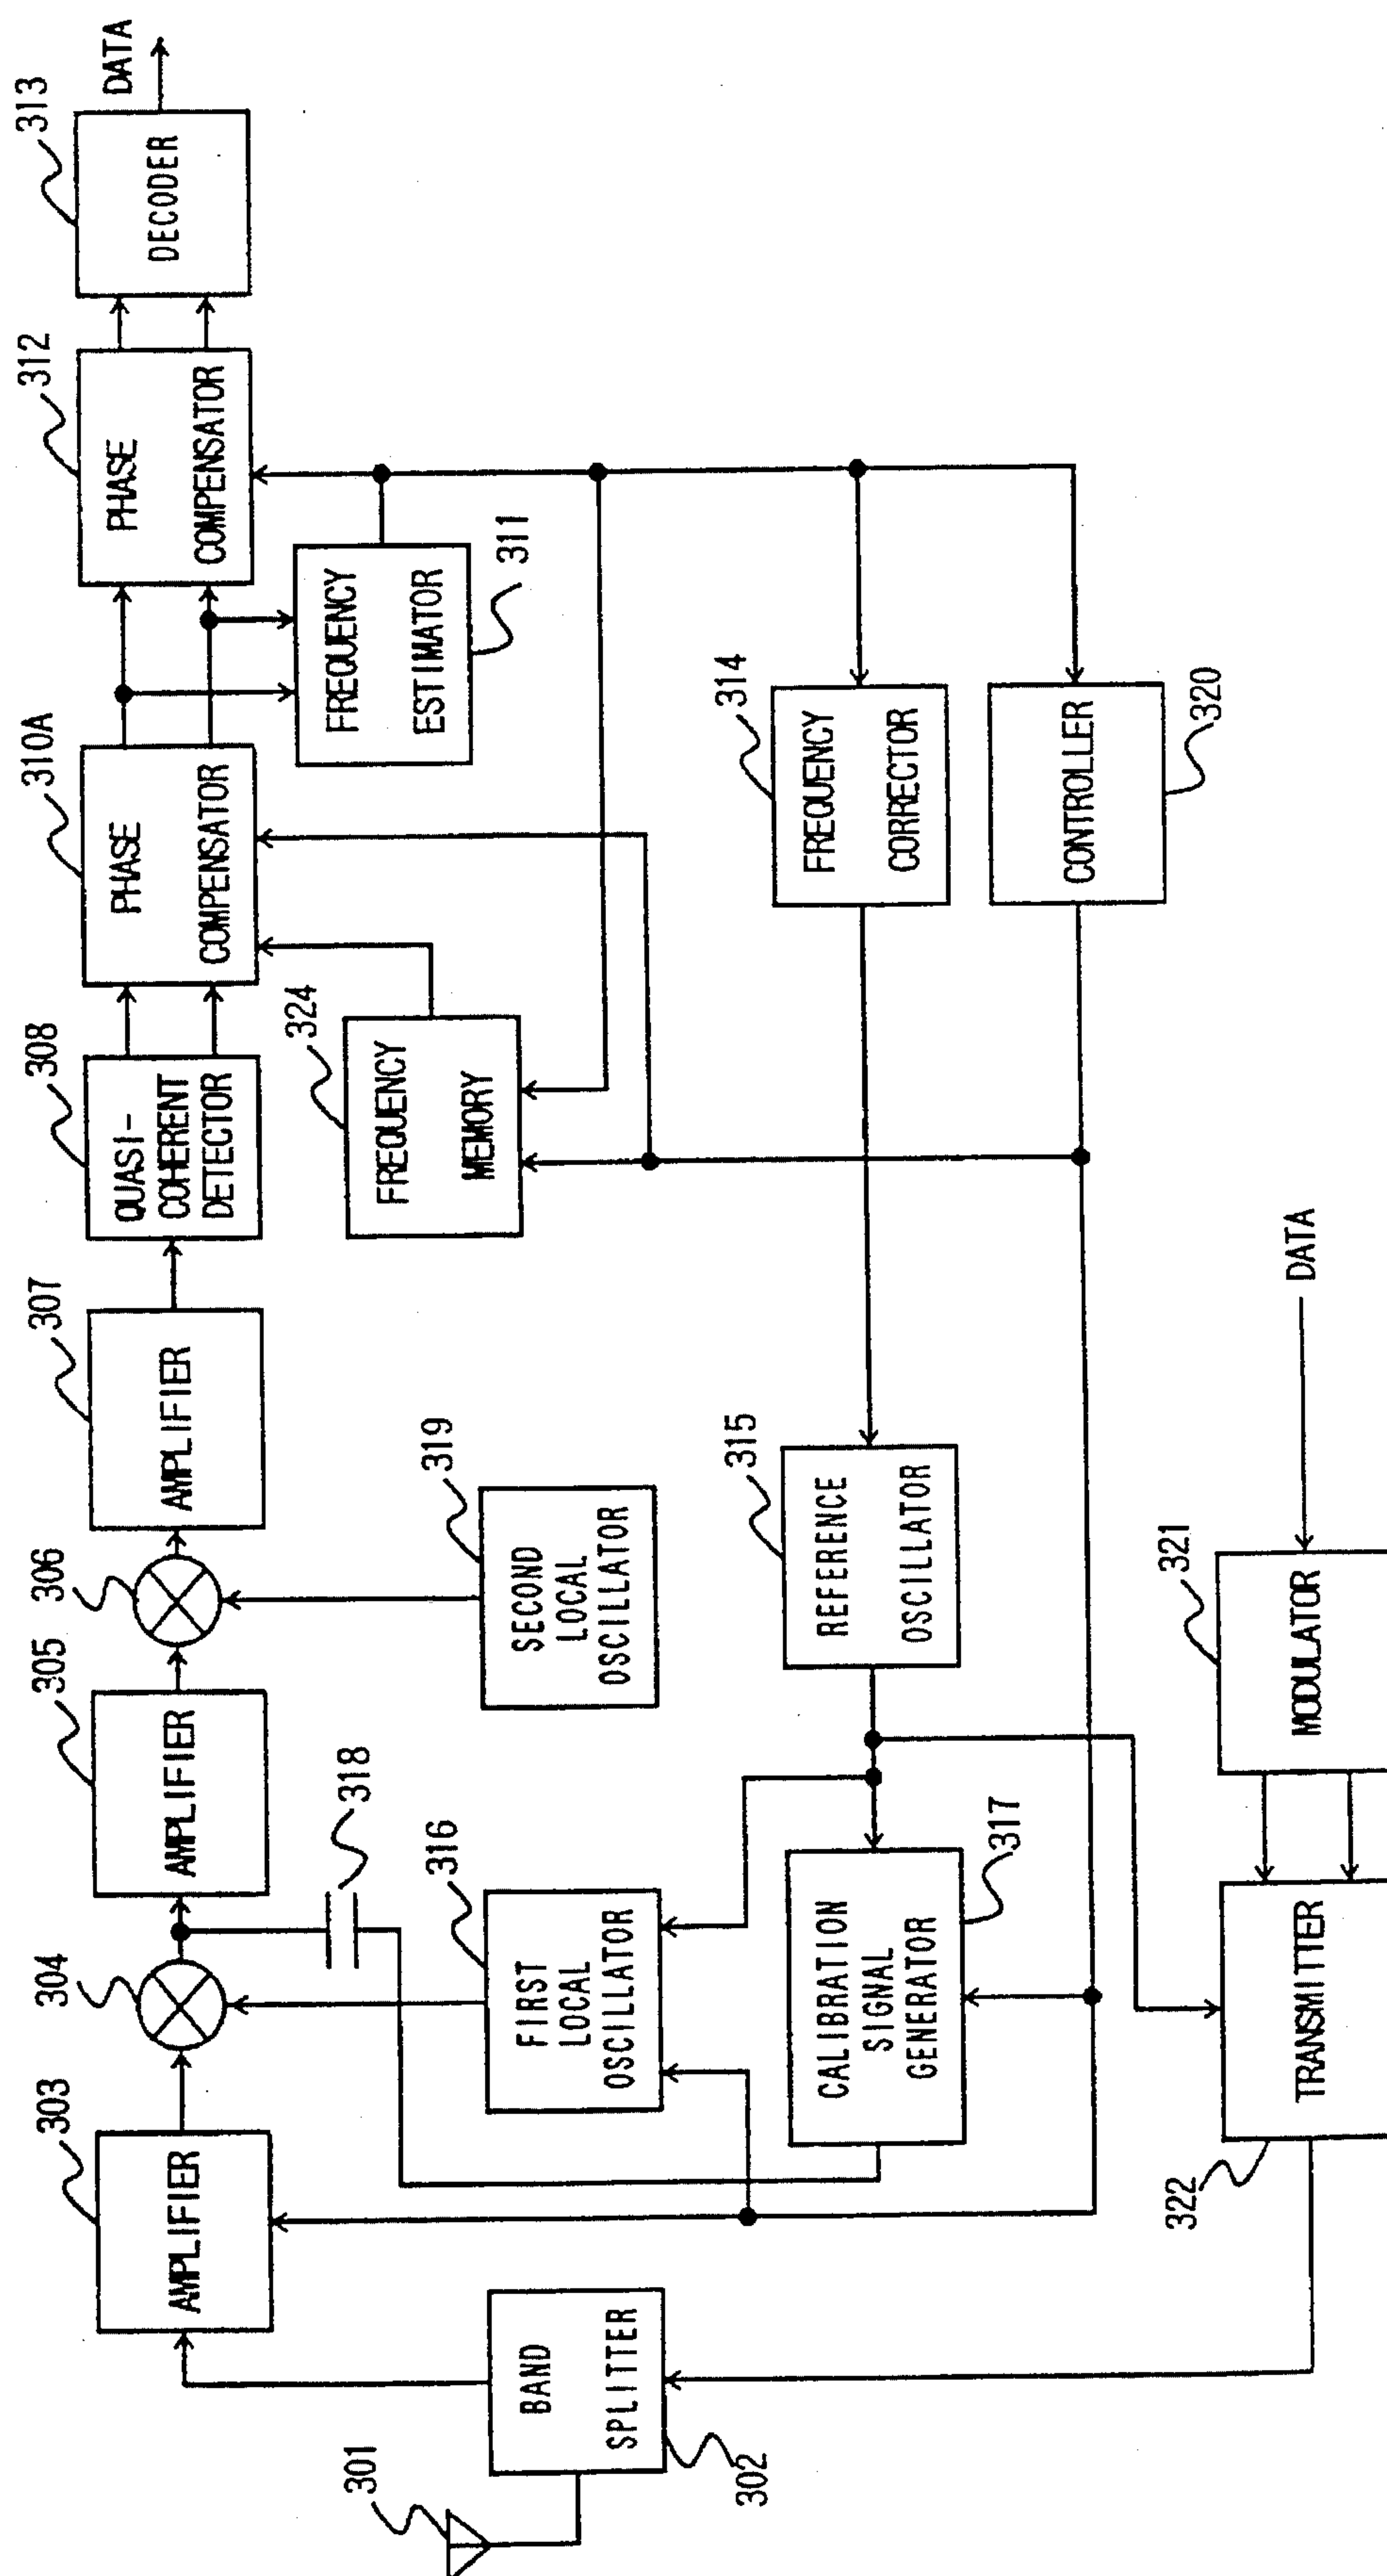 301
BAND
SPLITTER
302
303
AMPLIFIER
304
305
AMPLIFIER
306
307
AMPLIFIER
308
QUASI-
COHERENT
DETECTOR
310A
PHASE
COMPENSATOR
312
PHASE
COMPENSATOR
313
DECODER
DATA
318
316
FIRST
LOCAL
OSCILLATOR
319
SECOND
LOCAL
OSCILLATOR
324
FREQUENCY
MEMORY
FREQUENCY
ESTIMATOR
311
CALIBRATION
SIGNAL
GENERATOR
317
315
REFERENCE
OSCILLATOR
314
FREQUENCY
CORRECTOR
CONTROLLER
320
322
TRANSMITTER
321
MODULATOR
DATA